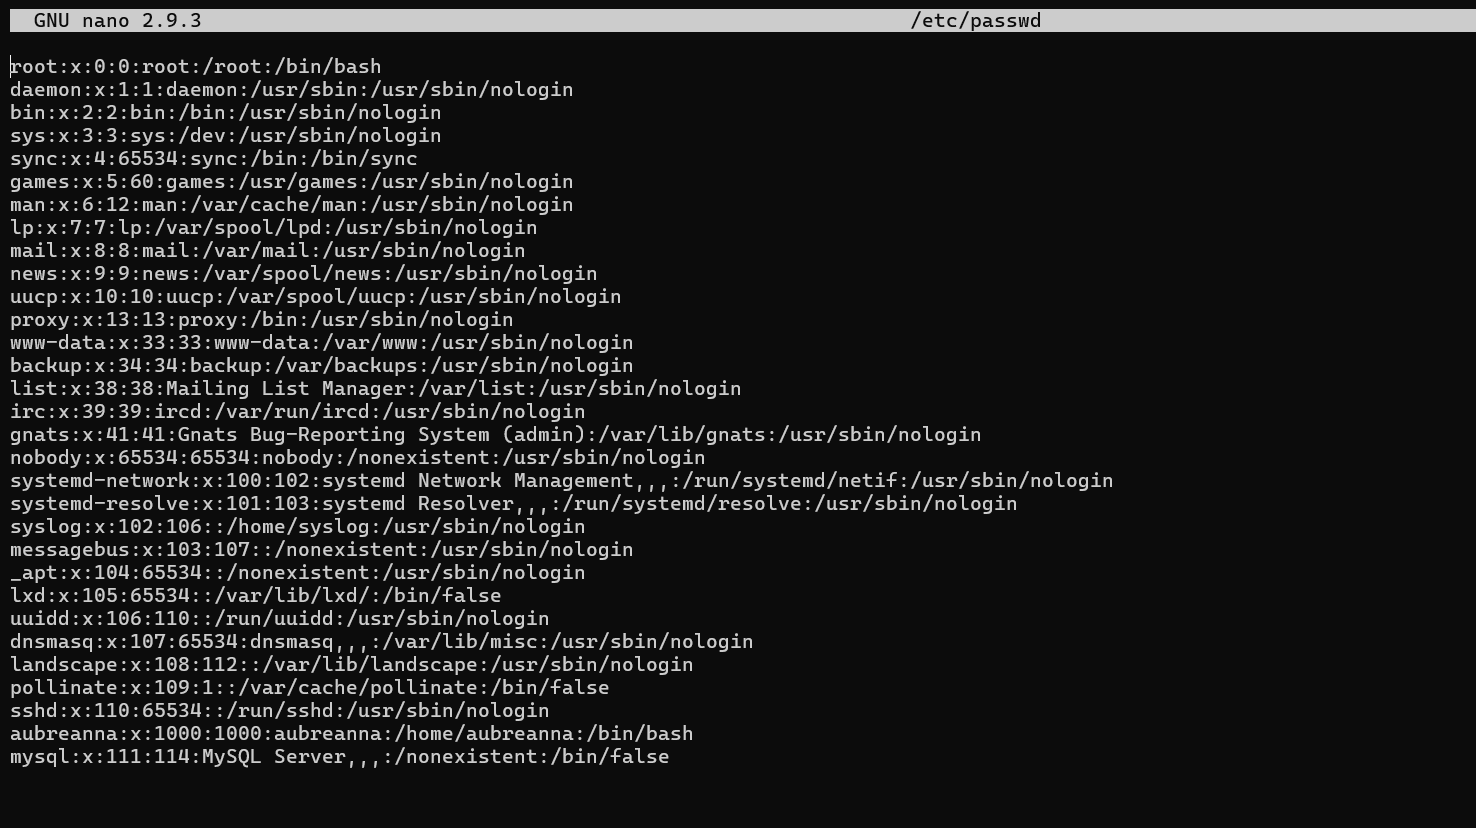 GNU nano 2.9.3 /etc/passwd
root:x:0:0:root:/root:/bin/bash
daemon:x:1:1:daemon:/usr/sbin:/usr/sbin/nologin
bin:x:2:2:bin:/bin:/usr/sbin/nologin
sys:x:3:3:sys:/dev:/usr/sbin/nologin
sync:x:4:65534:sync:/bin:/bin/sync
games:x:5:60:games:/usr/games:/usr/sbin/nologin
man:x:6:12:man:/var/cache/man:/usr/sbin/nologin
lp:x:7:7:lp:/var/spool/lpd:/usr/sbin/nologin
mail:x:8:8:mail:/var/mail:/usr/sbin/nologin
news:x:9:9:news:/var/spool/news:/usr/sbin/nologin
uucp:x:10:10:uucp:/var/spool/uucp:/usr/sbin/nologin
proxy:x:13:13:proxy:/bin:/usr/sbin/nologin
www-data:x:33:33:www-data:/var/www:/usr/sbin/nologin
backup:x:34:34:backup:/var/backups:/usr/sbin/nologin
list:x:38:38:Mailing List Manager:/var/list:/usr/sbin/nologin
irc:x:39:39:ircd:/var/run/ircd:/usr/sbin/nologin
gnats:x:41:41:Gnats Bug-Reporting System (admin):/var/lib/gnats:/usr/sbin/nologin
nobody:x:65534:65534:nobody:/nonexistent:/usr/sbin/nologin
systemd-network:x:100:102:systemd Network Management,,,:/run/systemd/netif:/usr/sbin/nologin
systemd-resolve:x:101:103:systemd Resolver,,,:/run/systemd/resolve:/usr/sbin/nologin
syslog:x:102:106::/home/syslog:/usr/sbin/nologin
messagebus:x:103:107::/nonexistent:/usr/sbin/nologin
_apt:x:104:65534::/nonexistent:/usr/sbin/nologin
lxd:x:105:65534::/var/lib/lxd/:/bin/false
uuidd:x:106:110::/run/uuidd:/usr/sbin/nologin
dnsmasq:x:107:65534:dnsmasq,,,:/var/lib/misc:/usr/sbin/nologin
landscape:x:108:112::/var/lib/landscape:/usr/sbin/nologin
pollinate:x:109:1::/var/cache/pollinate:/bin/false
sshd:x:110:65534::/run/sshd:/usr/sbin/nologin
aubreanna:x:1000:1000:aubreanna:/home/aubreanna:/bin/bash
mysql:x:111:114:MySQL Server,,,:/nonexistent:/bin/false